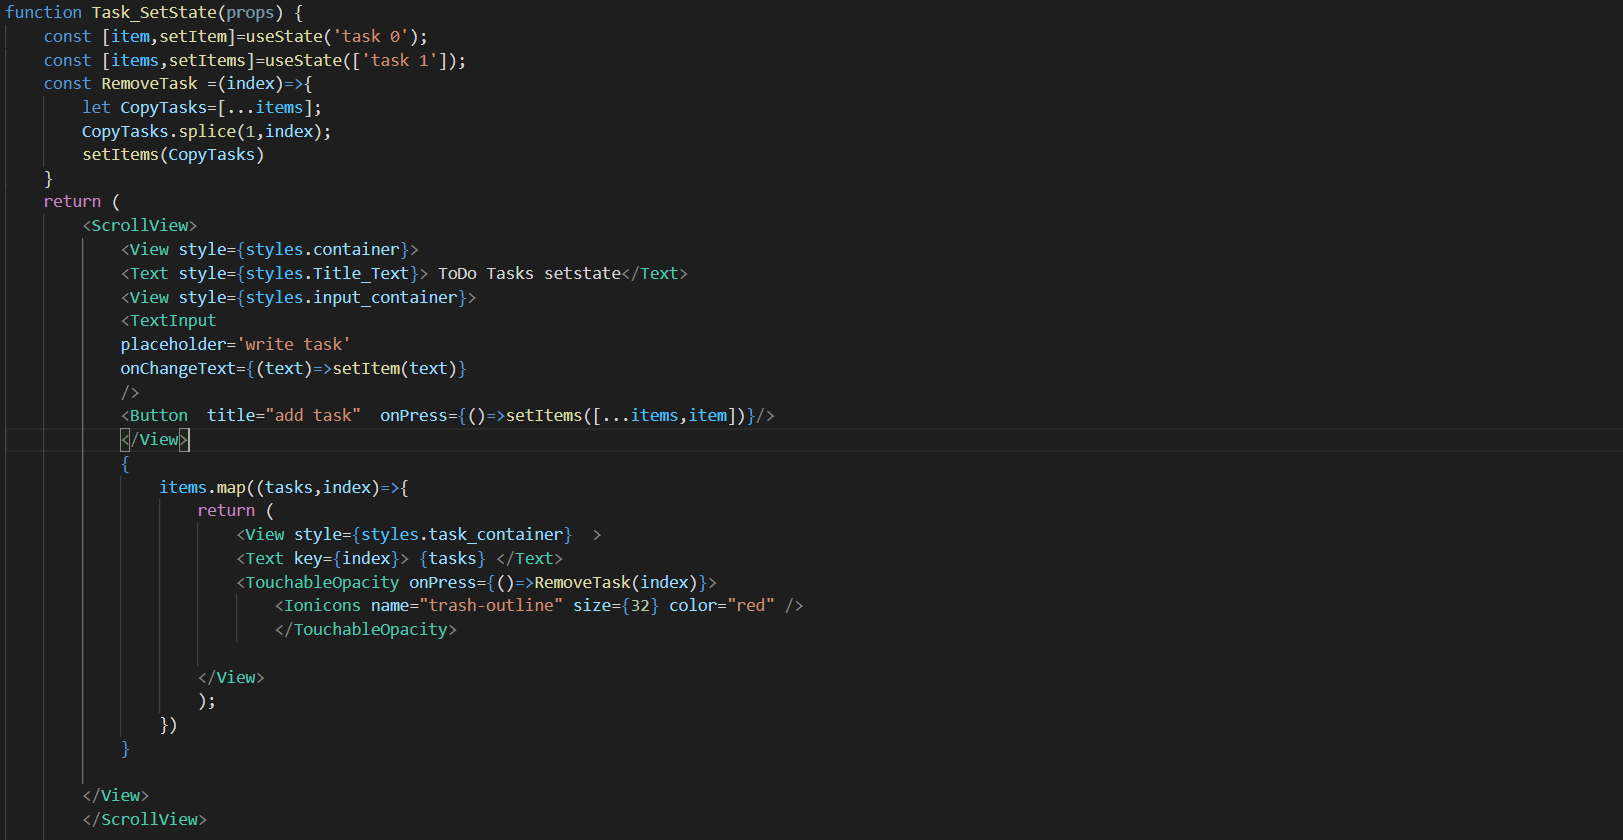 function Task_SetState(props) {
    const [item,setItem]=useState('task 0');
    const [items,setItems]=useState(['task 1']);
    const RemoveTask =(index)=>{
        let CopyTasks=[...items];
        CopyTasks.splice(1,index);
        setItems(CopyTasks)
    }
    return (
        <ScrollView>
            <View style={styles.container}>
            <Text style={styles.Title_Text}> ToDo Tasks setstate</Text>
            <View style={styles.input_container}>
            <TextInput
            placeholder='write task'
            onChangeText={(text)=>setItem(text)}
            />
            <Button  title="add task"  onPress={()=>setItems([...items,item])}/>
            </View>
            {
                items.map((tasks,index)=>{
                    return (
                        <View style={styles.task_container}  >
                        <Text key={index}> {tasks} </Text>
                        <TouchableOpacity onPress={()=>RemoveTask(index)}>
                            <Ionicons name="trash-outline" size={32} color="red" />
                            </TouchableOpacity>
                    </View>
                    );
                })
            }
        </View>
        </ScrollView>